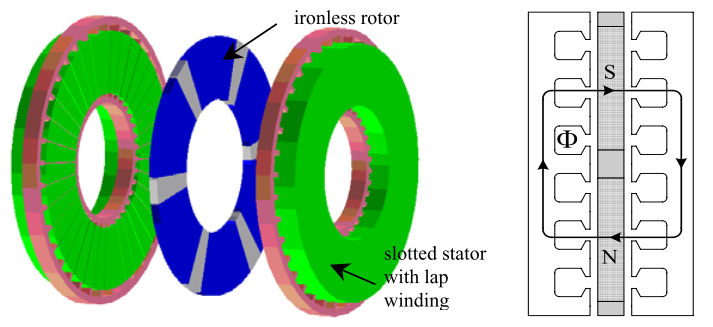 ironless rotor
S
Φ
N
slotted stator
with lap
winding